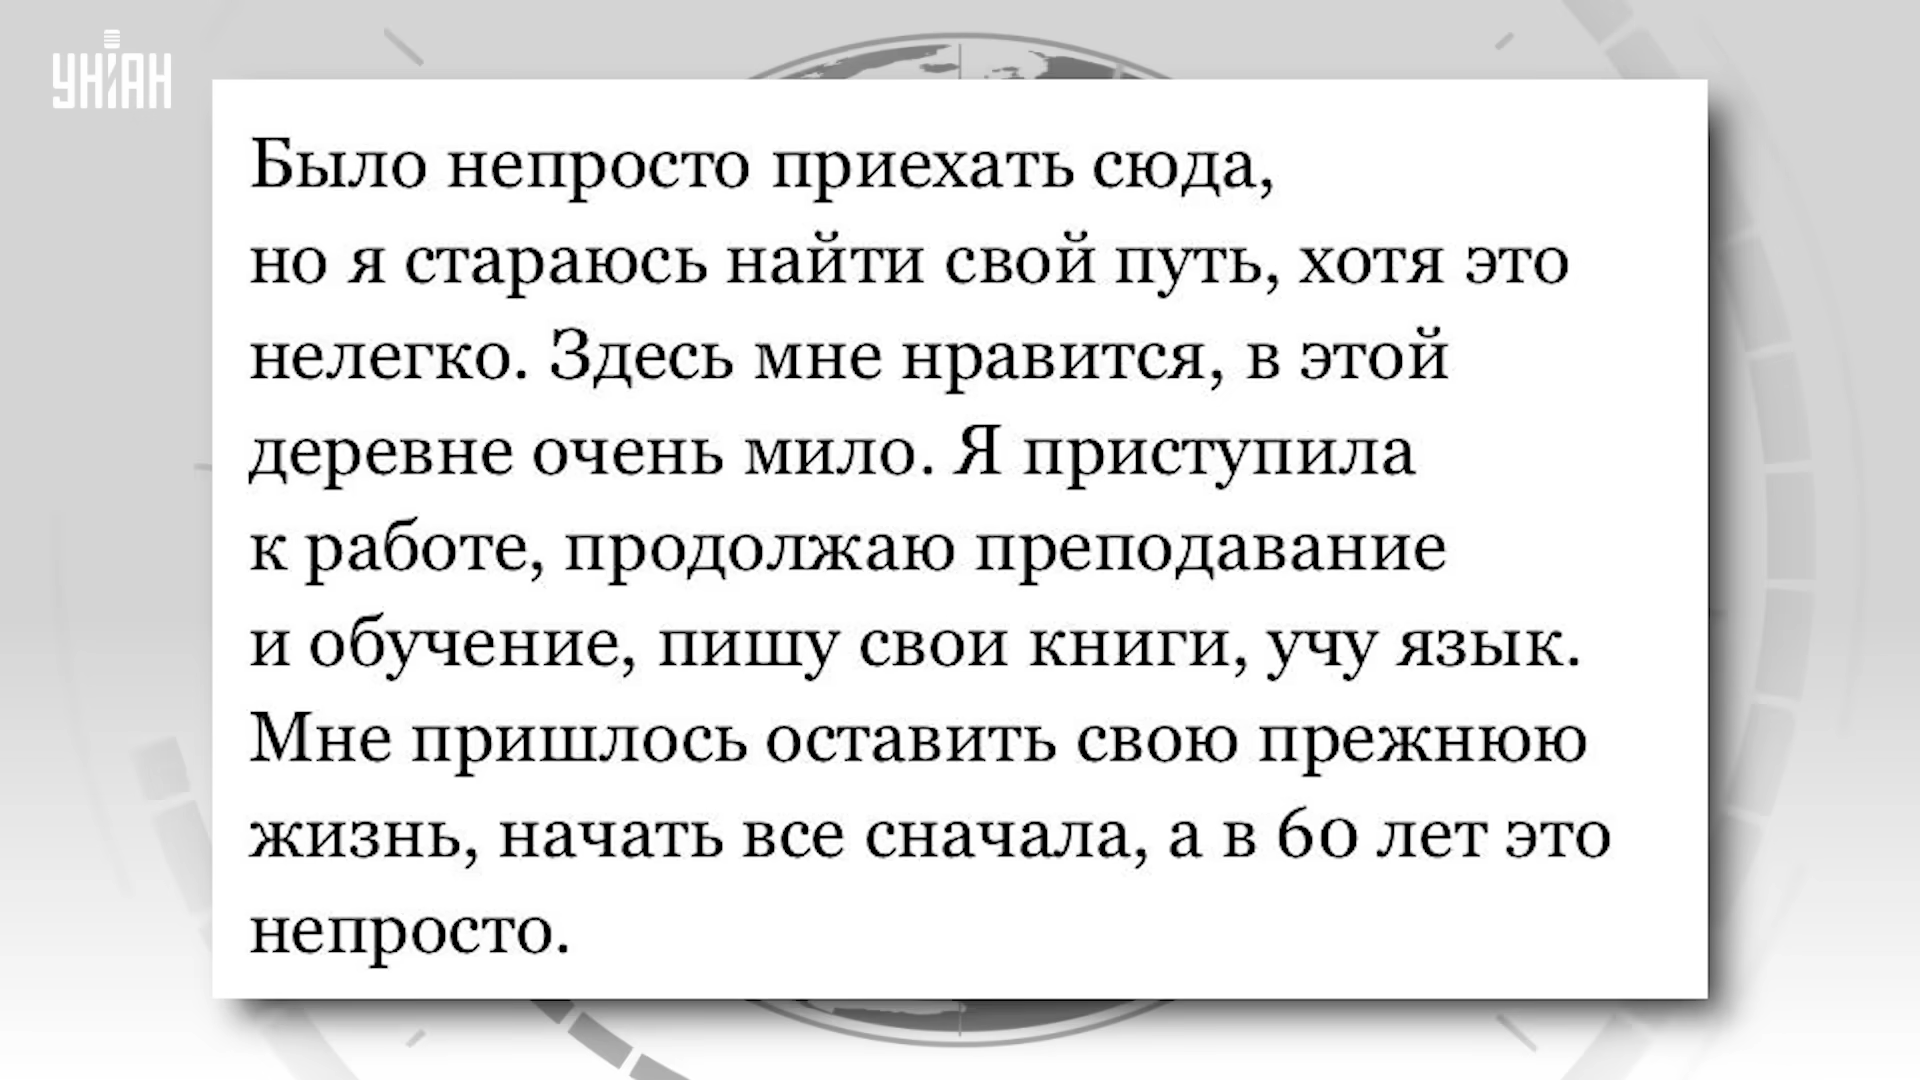 УНІАН
Было непросто приехать сюда,
но я стараюсь найти свой путь, хотя это
нелегко. Здесь мне нравится, в этой
деревне очень мило. Я приступила
к работе, продолжаю преподавание
и обучение, пишу свои книги, учу язык.
Мне пришлось оставить свою прежнюю
жизнь, начать все сначала, а в 60 лет это
непросто.